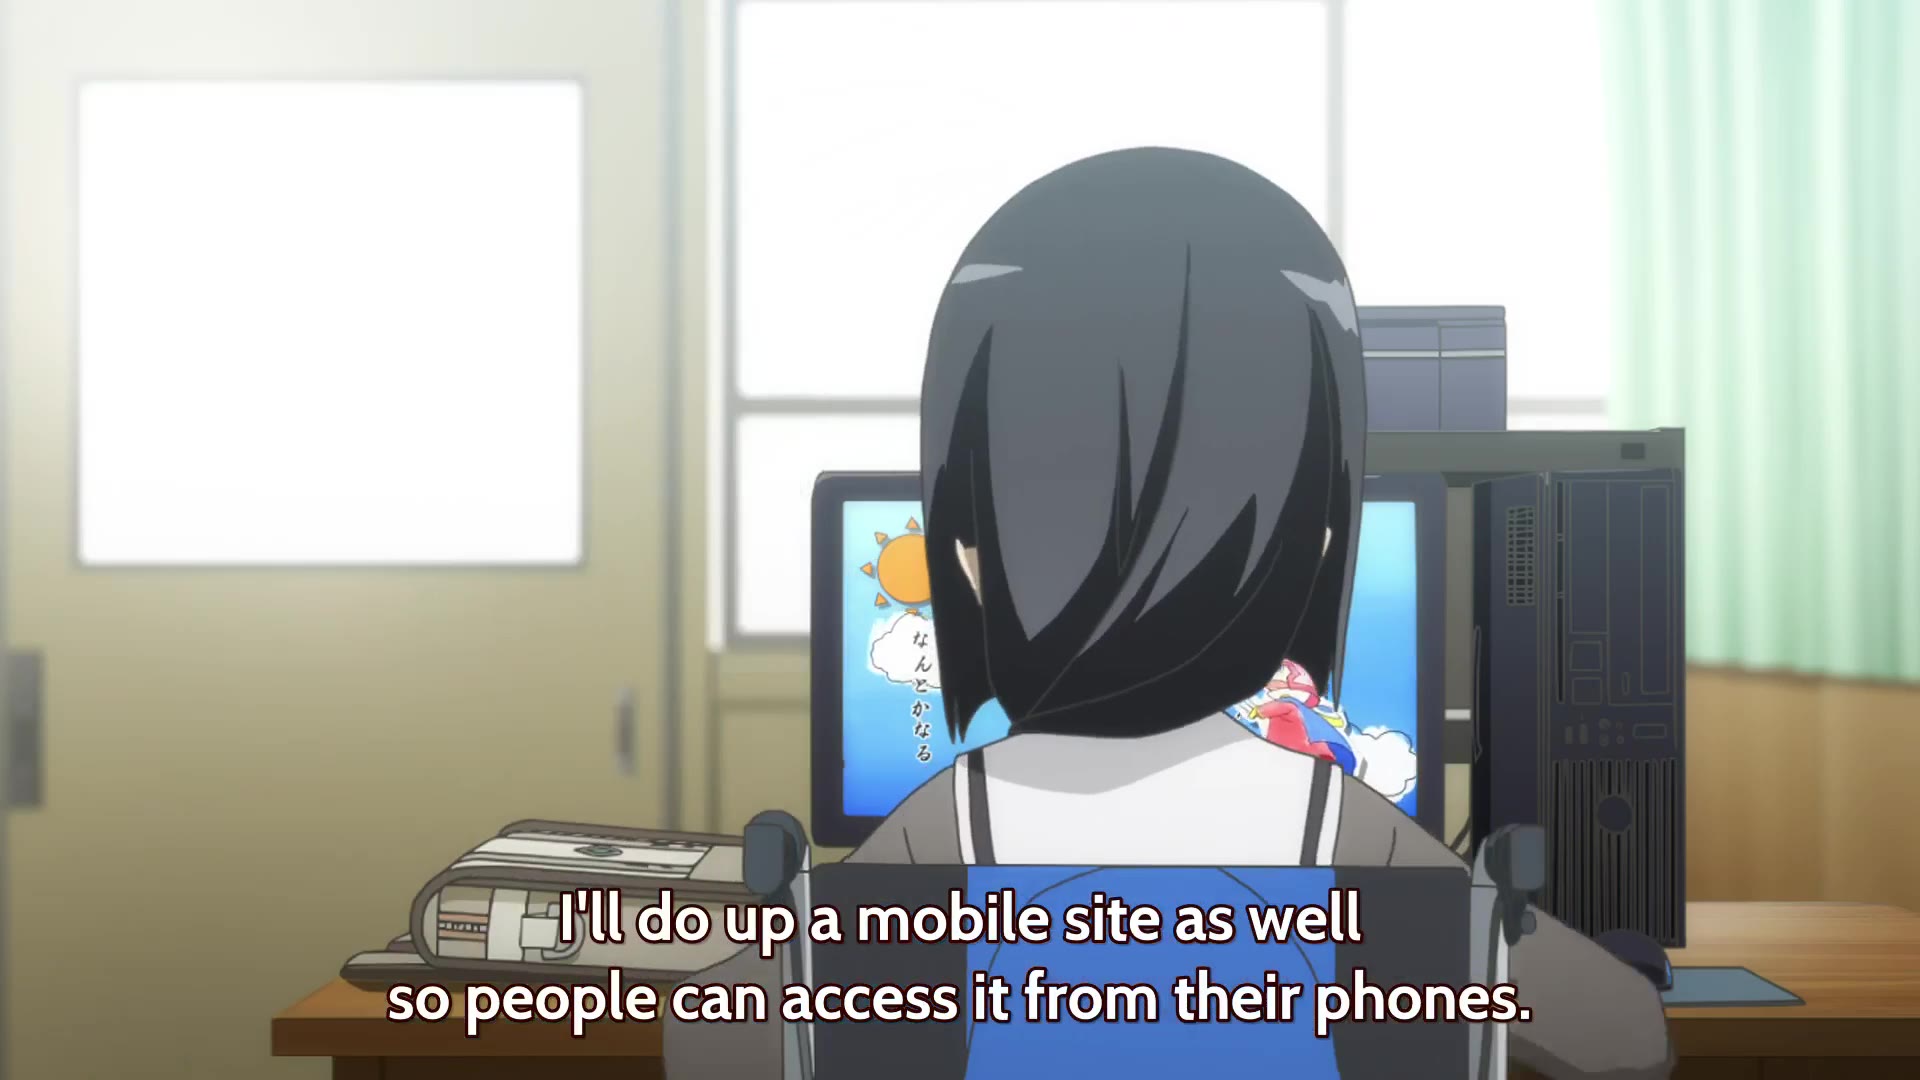 なんとかなる
I'll do up a mobile site as well
so people can access it from their phones.